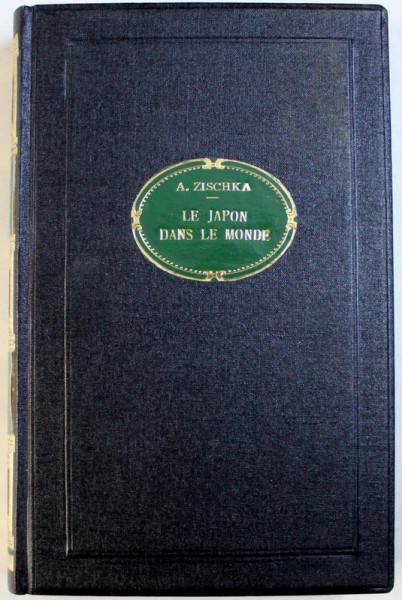 A. ZISCHKA
LE JAPON
DANS LE MONDE